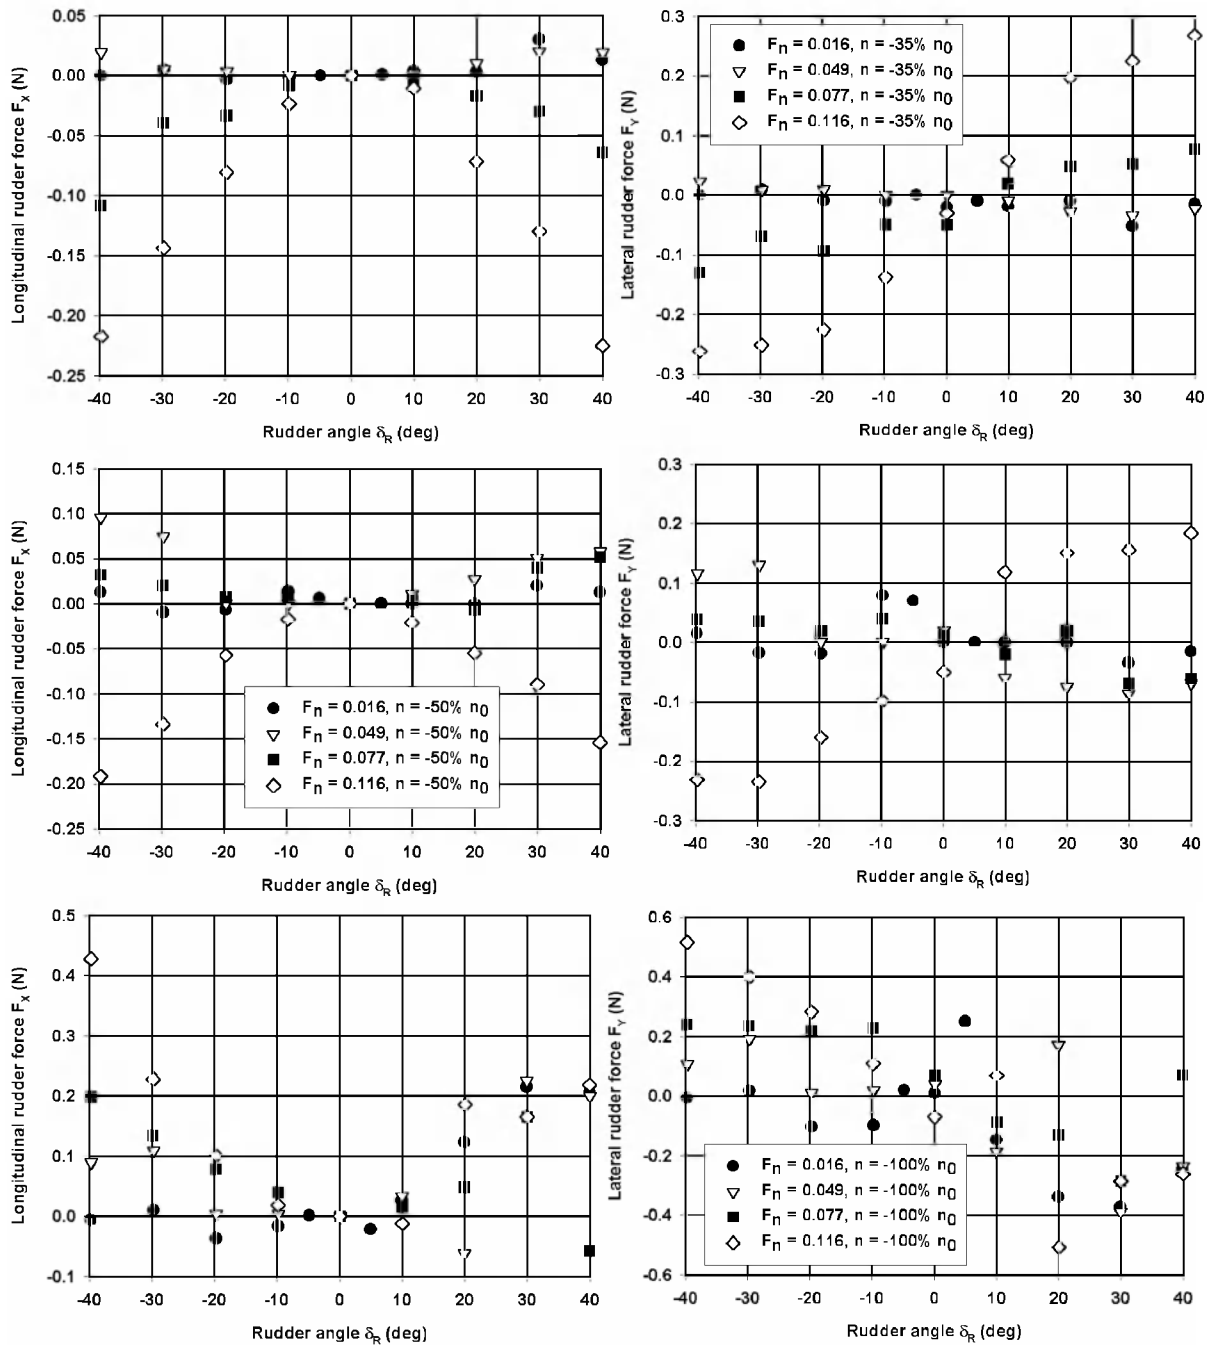 0.05
0.00
-0.05
-0.10
-0.15
-0.20
-0.25
Longitudinal rudder force F_X (N)
-40 -30 -20 -10 0 10 20 30 40
Rudder angle δ_R (deg)
0.3
0.2
0.1
0.0
-0.1
-0.2
-0.3
Lateral rudder force F_Y (N)
F_n = 0.016, n = -35% n_0
F_n = 0.049, n = -35% n_0
F_n = 0.077, n = -35% n_0
F_n = 0.116, n = -35% n_0
-40 -30 -20 -10 0 10 20 30 40
Rudder angle δ_R (deg)
0.15
0.10
0.05
0.00
-0.05
-0.10
-0.15
-0.20
-0.25
Longitudinal rudder force F_X (N)
F_n = 0.016, n = -50% n_0
F_n = 0.049, n = -50% n_0
F_n = 0.077, n = -50% n_0
F_n = 0.116, n = -50% n_0
-40 -30 -20 -10 0 10 20 30 40
Rudder angle δ_R (deg)
0.3
0.2
0.1
0.0
-0.1
-0.2
-0.3
Lateral rudder force F_Y (N)
-40 -30 -20 -10 0 10 20 30 40
Rudder angle δ_R (deg)
0.5
0.4
0.3
0.2
0.1
0.0
-0.1
Longitudinal rudder force F_X (N)
-40 -30 -20 -10 0 10 20 30 40
Rudder angle δ_R (deg)
0.6
0.4
0.2
0.0
-0.2
-0.4
-0.6
Lateral rudder force F_Y (N)
F_n = 0.016, n = -100% n_0
F_n = 0.049, n = -100% n_0
F_n = 0.077, n = -100% n_0
F_n = 0.116, n = -100% n_0
-40 -30 -20 -10 0 10 20 30 40
Rudder angle δ_R (deg)